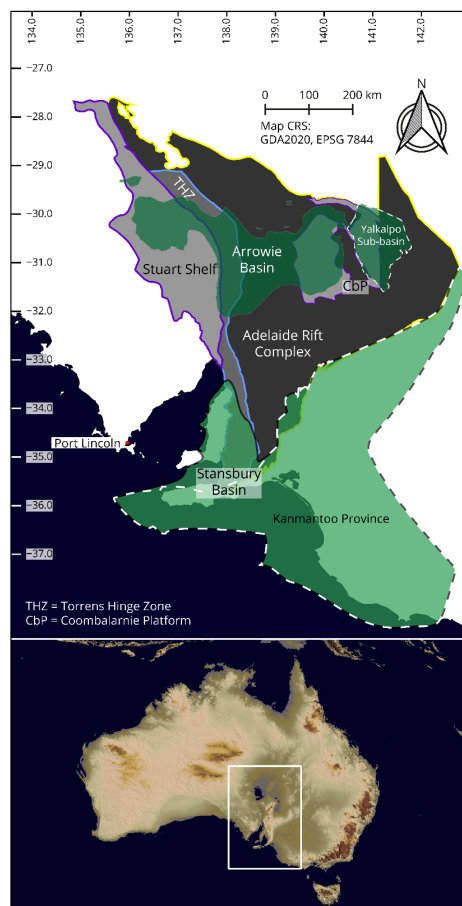 134.0
135.0
136.0
137.0
138.0
139.0
140.0
141.0
142.0
−27.0
−28.0
−29.0
−30.0
−31.0
−32.0
−33.0
−34.0
−35.0
−36.0
−37.0
0 100 200 km
Map CRS:
GDA2020, EPSG 7844
N
THZ
Stuart Shelf
Arrowie
Basin
Yalkalpo
Sub-basin
CbP
Adelaide Rift
Complex
Port Lincoln
Stansbury
Basin
Kanmantoo Province
THZ = Torrens Hinge Zone
CbP = Coombalarnie Platform